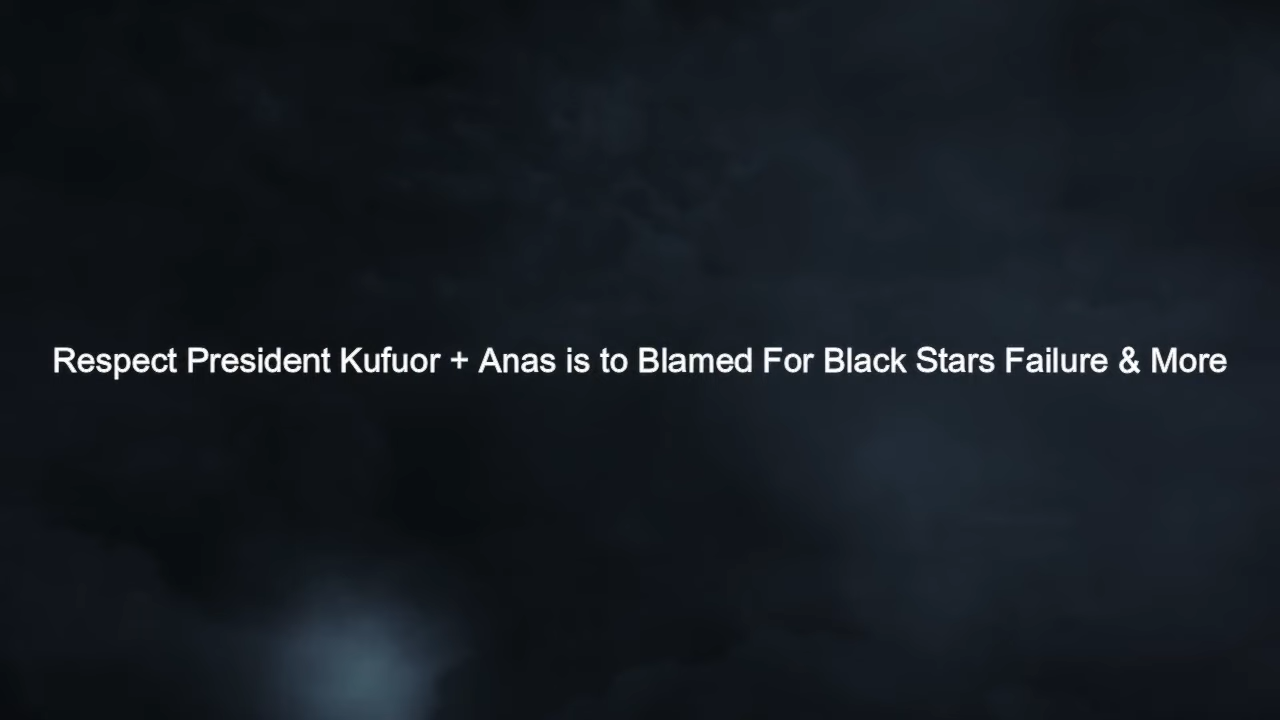 Respect President Kufuor + Anas is to Blamed For Black Stars Failure & More